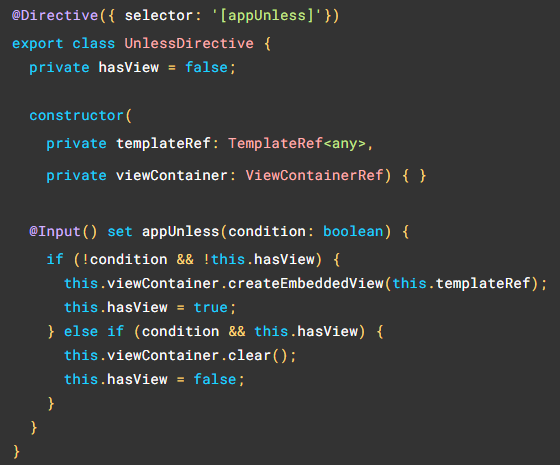 @Directive({ selector: '[appUnless]'})
export class UnlessDirective {
  private hasView = false;

  constructor(
    private templateRef: TemplateRef<any>,
    private viewContainer: ViewContainerRef) { }

  @Input() set appUnless(condition: boolean) {
    if (!condition && !this.hasView) {
      this.viewContainer.createEmbeddedView(this.templateRef);
      this.hasView = true;
    } else if (condition && this.hasView) {
      this.viewContainer.clear();
      this.hasView = false;
    }
  }
}